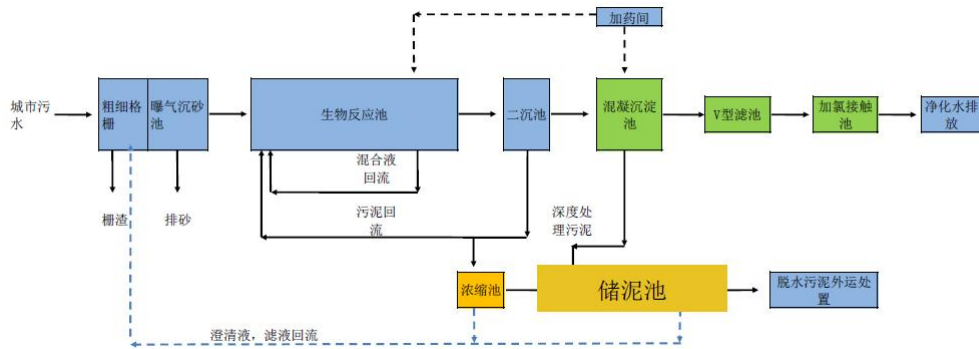 加药间
城市污
水
粗细格
栅
曝气沉砂
池
生物反应池
二沉池
混凝沉淀
池
V型滤池
加氯接触
池
净化水排
放
混合液
回流
栅渣
排砂
污泥回
流
深度处
理污泥
浓缩池
储泥池
脱水污泥外运处
置
澄清液，滤液回流